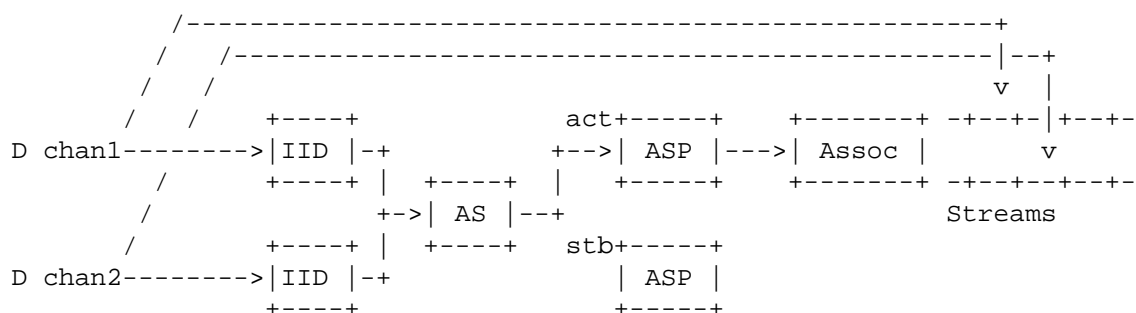 /---------------------------------------------------+
/ /------------------------------------------------|--+
/ / v |
/ / +----+ act+-----+ +-------+ -+--+-|+--+-
D chan1-------->|IID |-+ +-->| ASP |--->| Assoc | v
/ +----+ | +----+ | +-----+ +-------+ -+--+--+--+-
/ +->| AS |--+ Streams
/ +----+ | +----+ stb+-----+
D chan2-------->|IID |-+ | ASP |
+----+ +-----+